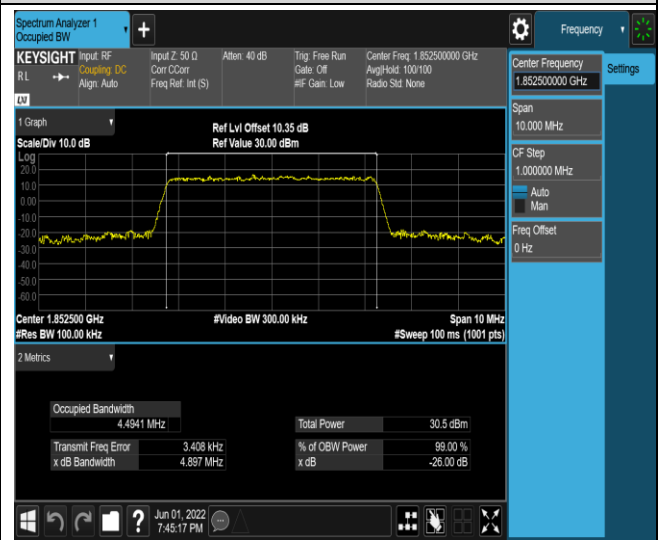 Spectrum Analyzer 1
Occupied BW
Frequency
KEYSIGHT
RL
LXI
Input: RF
Coupling: DC
Align: Auto
Input Z: 50 Ω
Corr CCorr
Freq Ref: Int (S)
Atten: 40 dB
Trig: Free Run
Gate: Off
#IF Gain: Low
Center Freq: 1.852500000 GHz
Avg|Hold: 100/100
Radio Std: None
Center Frequency
1.852500000 GHz
Settings
Span
10.000 MHz
CF Step
1.000000 MHz
Auto
Man
Freq Offset
0 Hz
1 Graph
Scale/Div 10.0 dB
Ref Lvl Offset 10.35 dB
Ref Value 30.00 dBm
Log
20.0
10.0
0.00
-10.0
-20.0
-30.0
-40.0
-50.0
-60.0
Center 1.852500 GHz
#Video BW 300.00 kHz
Span 10 MHz
#Res BW 100.00 kHz
#Sweep 100 ms (1001 pts)
2 Metrics
Occupied Bandwidth
4.4941 MHz
Total Power 30.5 dBm
Transmit Freq Error 3.408 kHz
% of OBW Power 99.00 %
x dB Bandwidth 4.897 MHz
x dB -26.00 dB
?
Jun 01, 2022
7:45:17 PM